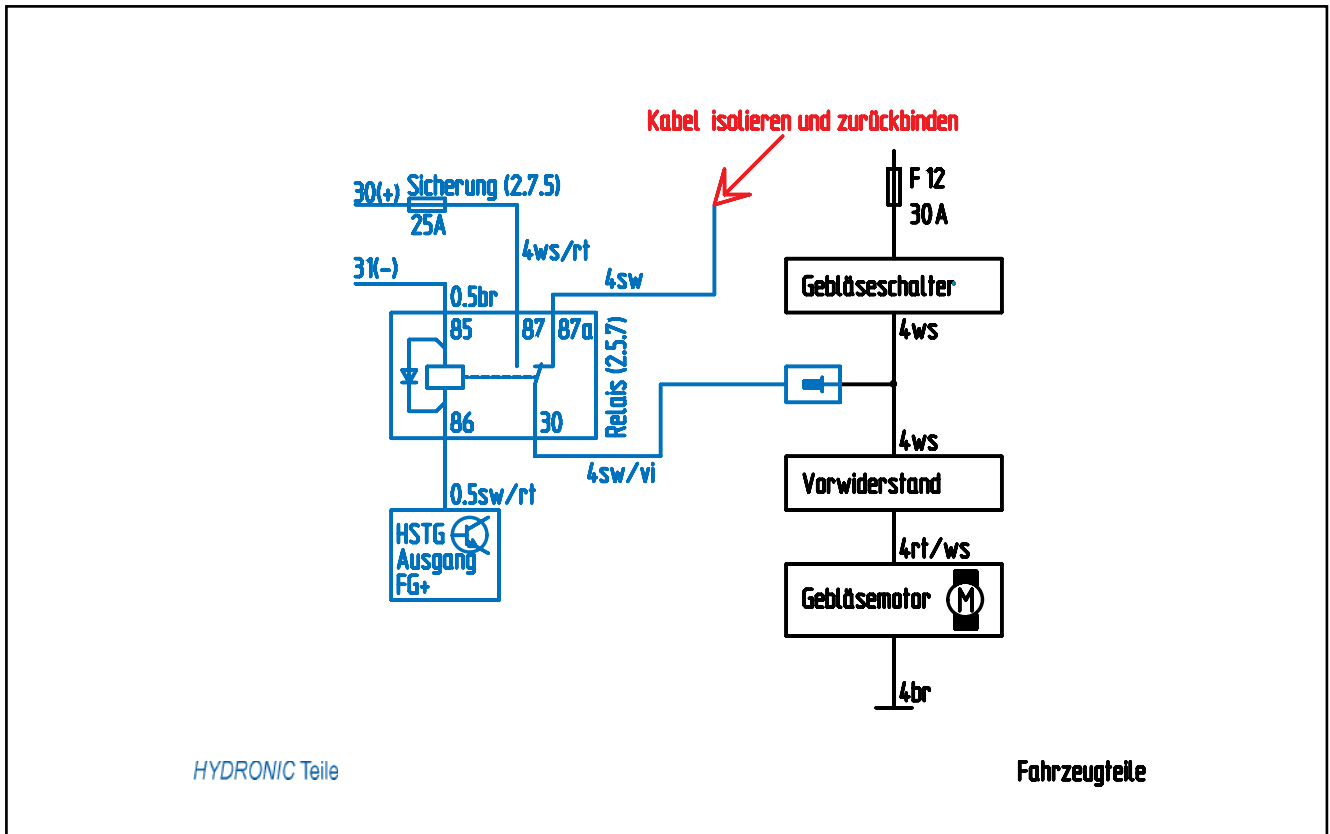 Kabel isolieren und zurückbinden
30(+) Sicherung (2.7.5)
25A
4ws/rt
31(-)
0.5br
4sw
85
87
87a
86
30
Relais (2.5.7)
4sw/vi
0.5sw/rt
HSTG
Ausgang
FG+
F 12
30A
Gebläseschalter
4ws
4ws
Vorwiderstand
4rt/ws
Gebläsemotor M
4br
HYDRONIC Teile
Fahrzeugteile